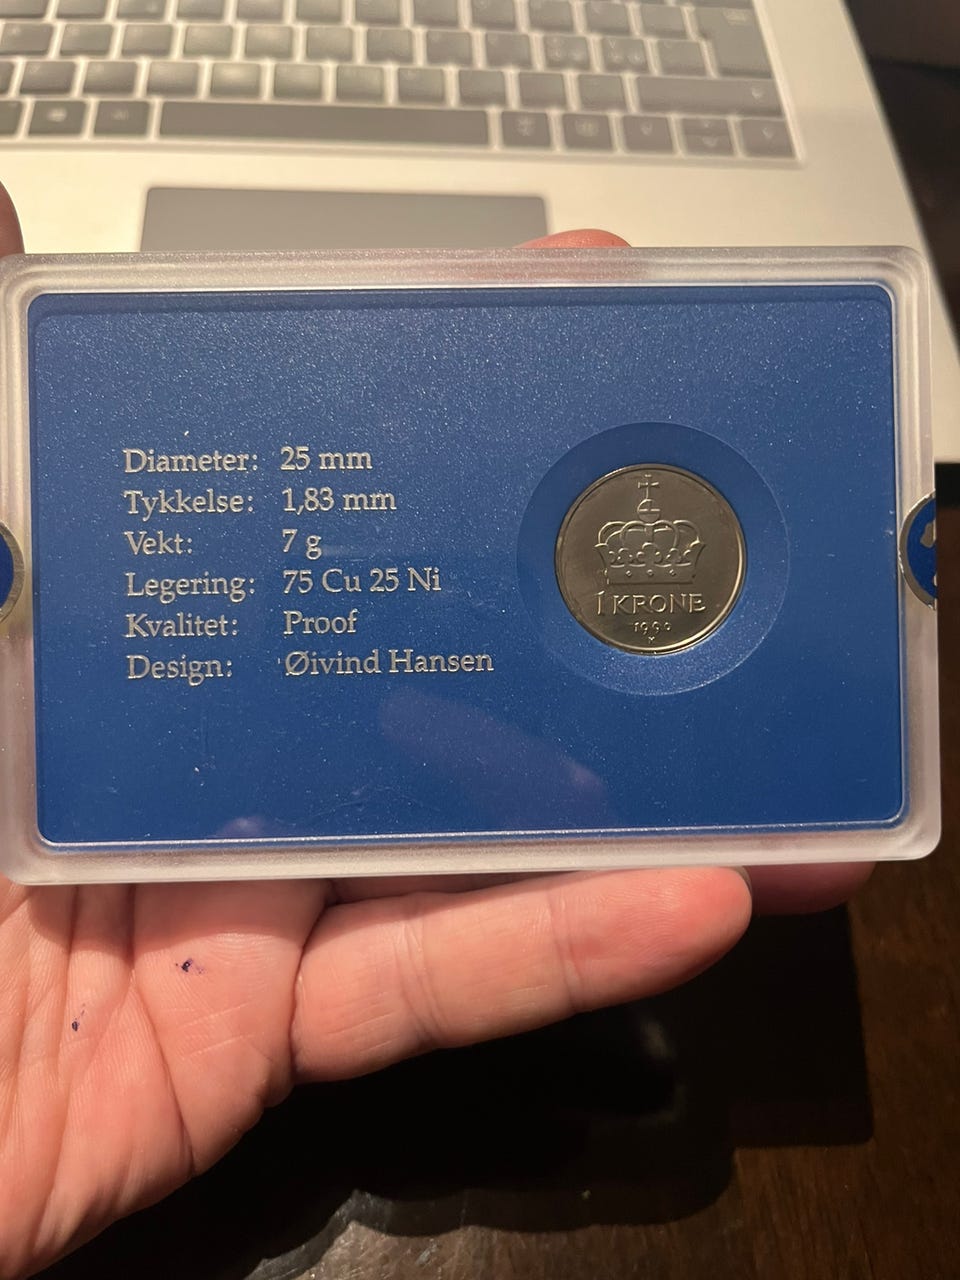 Diameter: 25 mm
Tykkelse: 1,83 mm
Vekt: 7 g
Legering: 75 Cu 25 Ni
Kvalitet: Proof
Design: Øivind Hansen
1 KRONE
1990
K